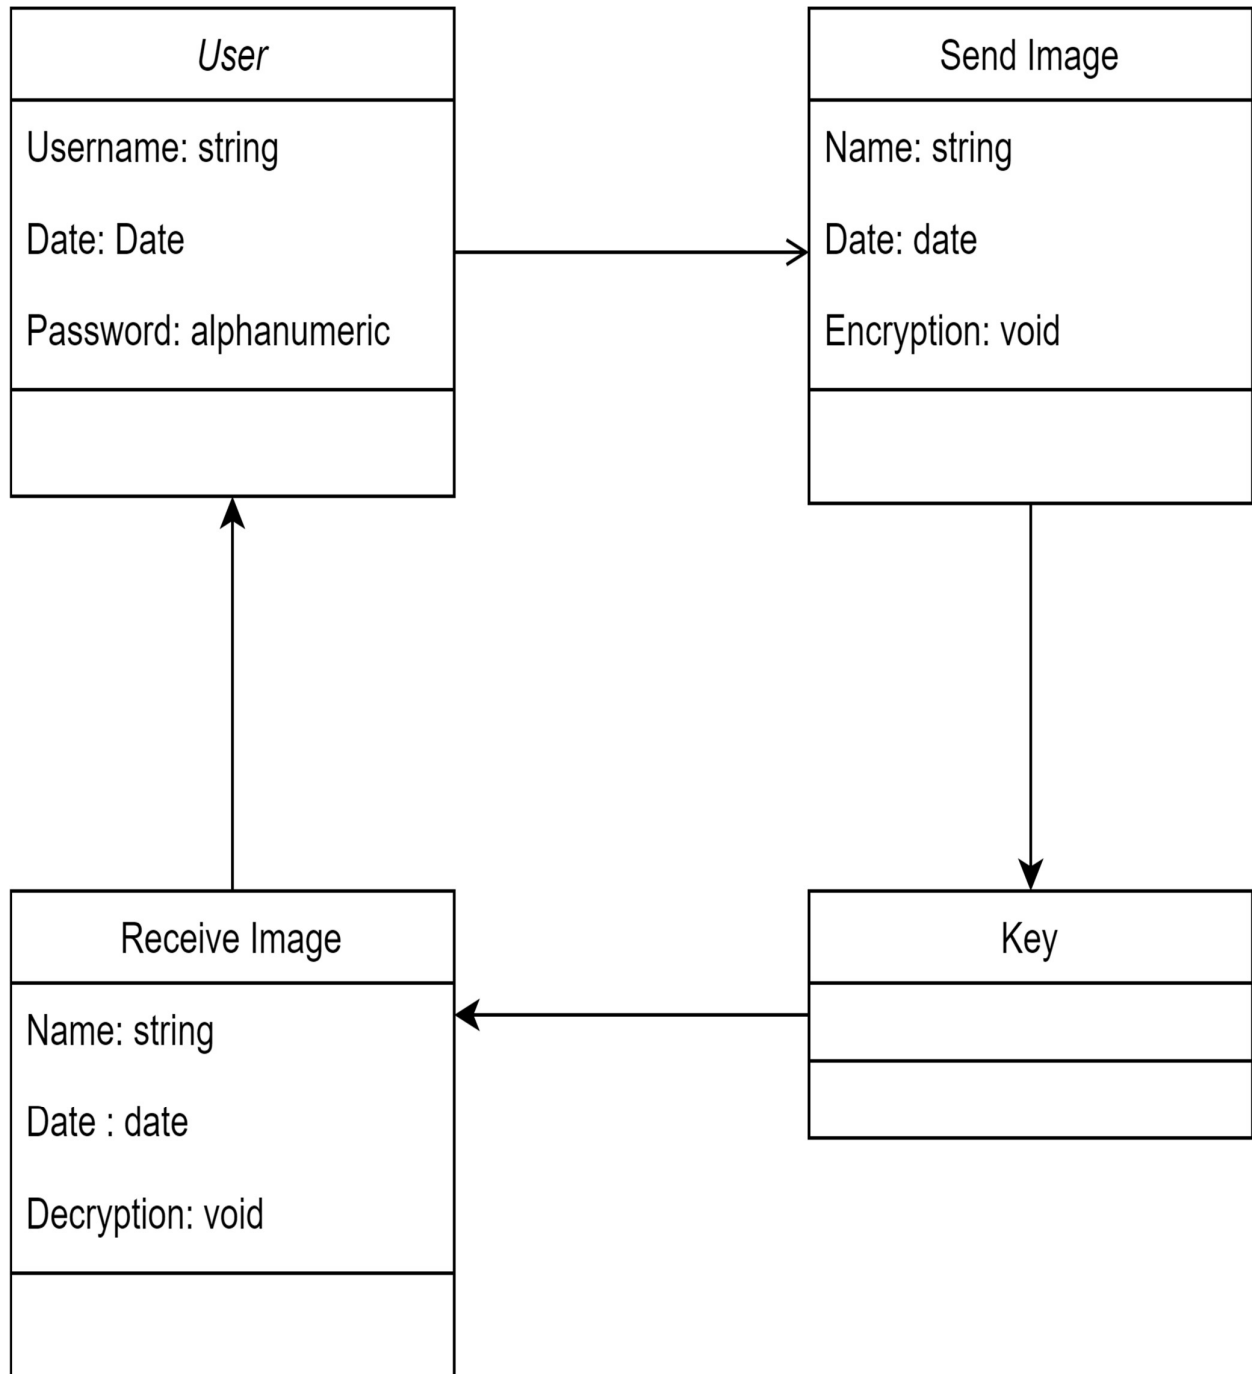 User
Username: string
Date: Date
Password: alphanumeric
Send Image
Name: string
Date: date
Encryption: void
Receive Image
Name: string
Date : date
Decryption: void
Key